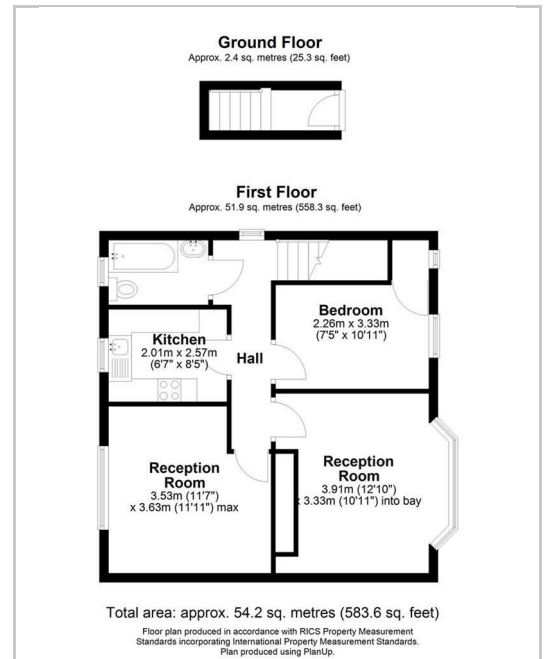 Ground Floor
Approx. 2.4 sq. metres (25.3 sq. feet)
First Floor
Approx. 51.9 sq. metres (558.3 sq. feet)
Bedroom
2.26m x 3.33m
(7'5" x 10'11")
Kitchen
2.01m x 2.57m
(6'7" x 8'5")
Hall
Reception
Room
3.53m (11'7")
x 3.63m (11'11") max
Reception
Room
3.91m (12'10")
x 3.33m (10'11") into bay
Total area: approx. 54.2 sq. metres (583.6 sq. feet)
Floor plan produced in accordance with RICS Property Measurement
Standards incorporating International Property Measurement Standards.
Plan produced using PlanUp.